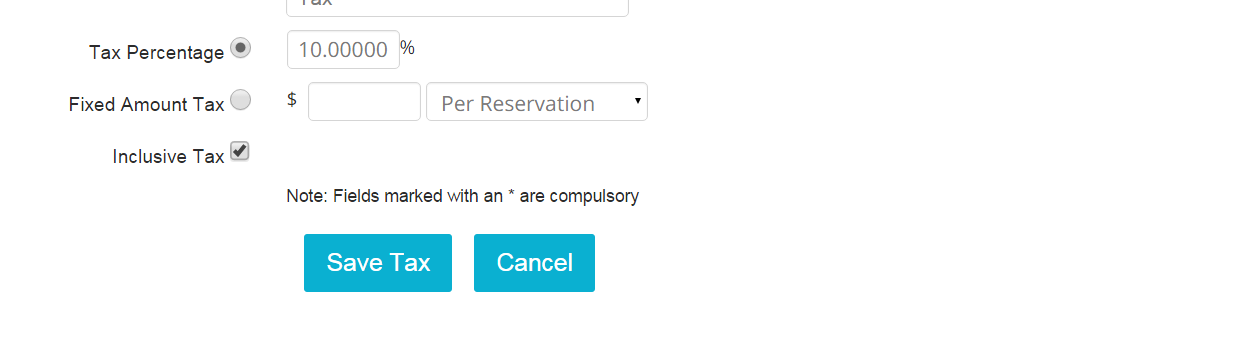 Tax
Tax Percentage 10.00000 %
Fixed Amount Tax $ Per Reservation
Inclusive Tax
Note: Fields marked with an * are compulsory
Save Tax Cancel